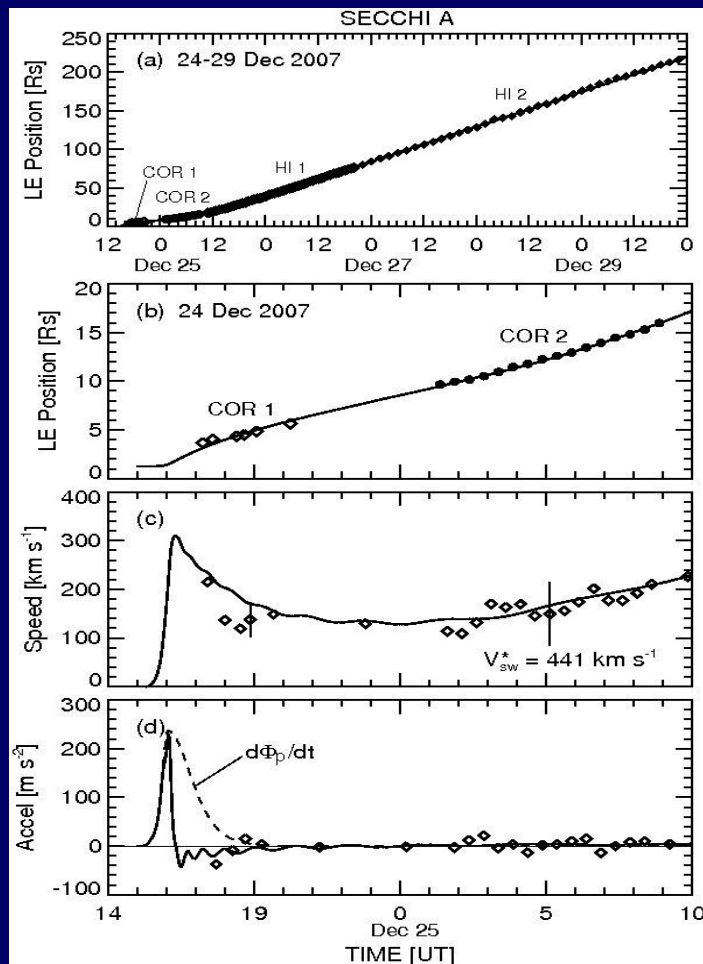 SECCHI A
LE Position [Rs]
250
200
150
100
50
0
(a) 24-29 Dec 2007
COR 1
COR 2
HI 1
HI 2
12 0 12 0 12 0 12 0 12 0 12 0
Dec 25 Dec 27 Dec 29
LE Position [Rs]
20
15
10
5
0
(b) 24 Dec 2007
COR 1
COR 2
Speed [km s-1]
400
300
200
100
0
(c)
V*sw = 441 km s-1
Accel [m s-2]
300
200
100
0
-100
(d)
dΦp/dt
14 19 0 5 10
Dec 25
TIME [UT]